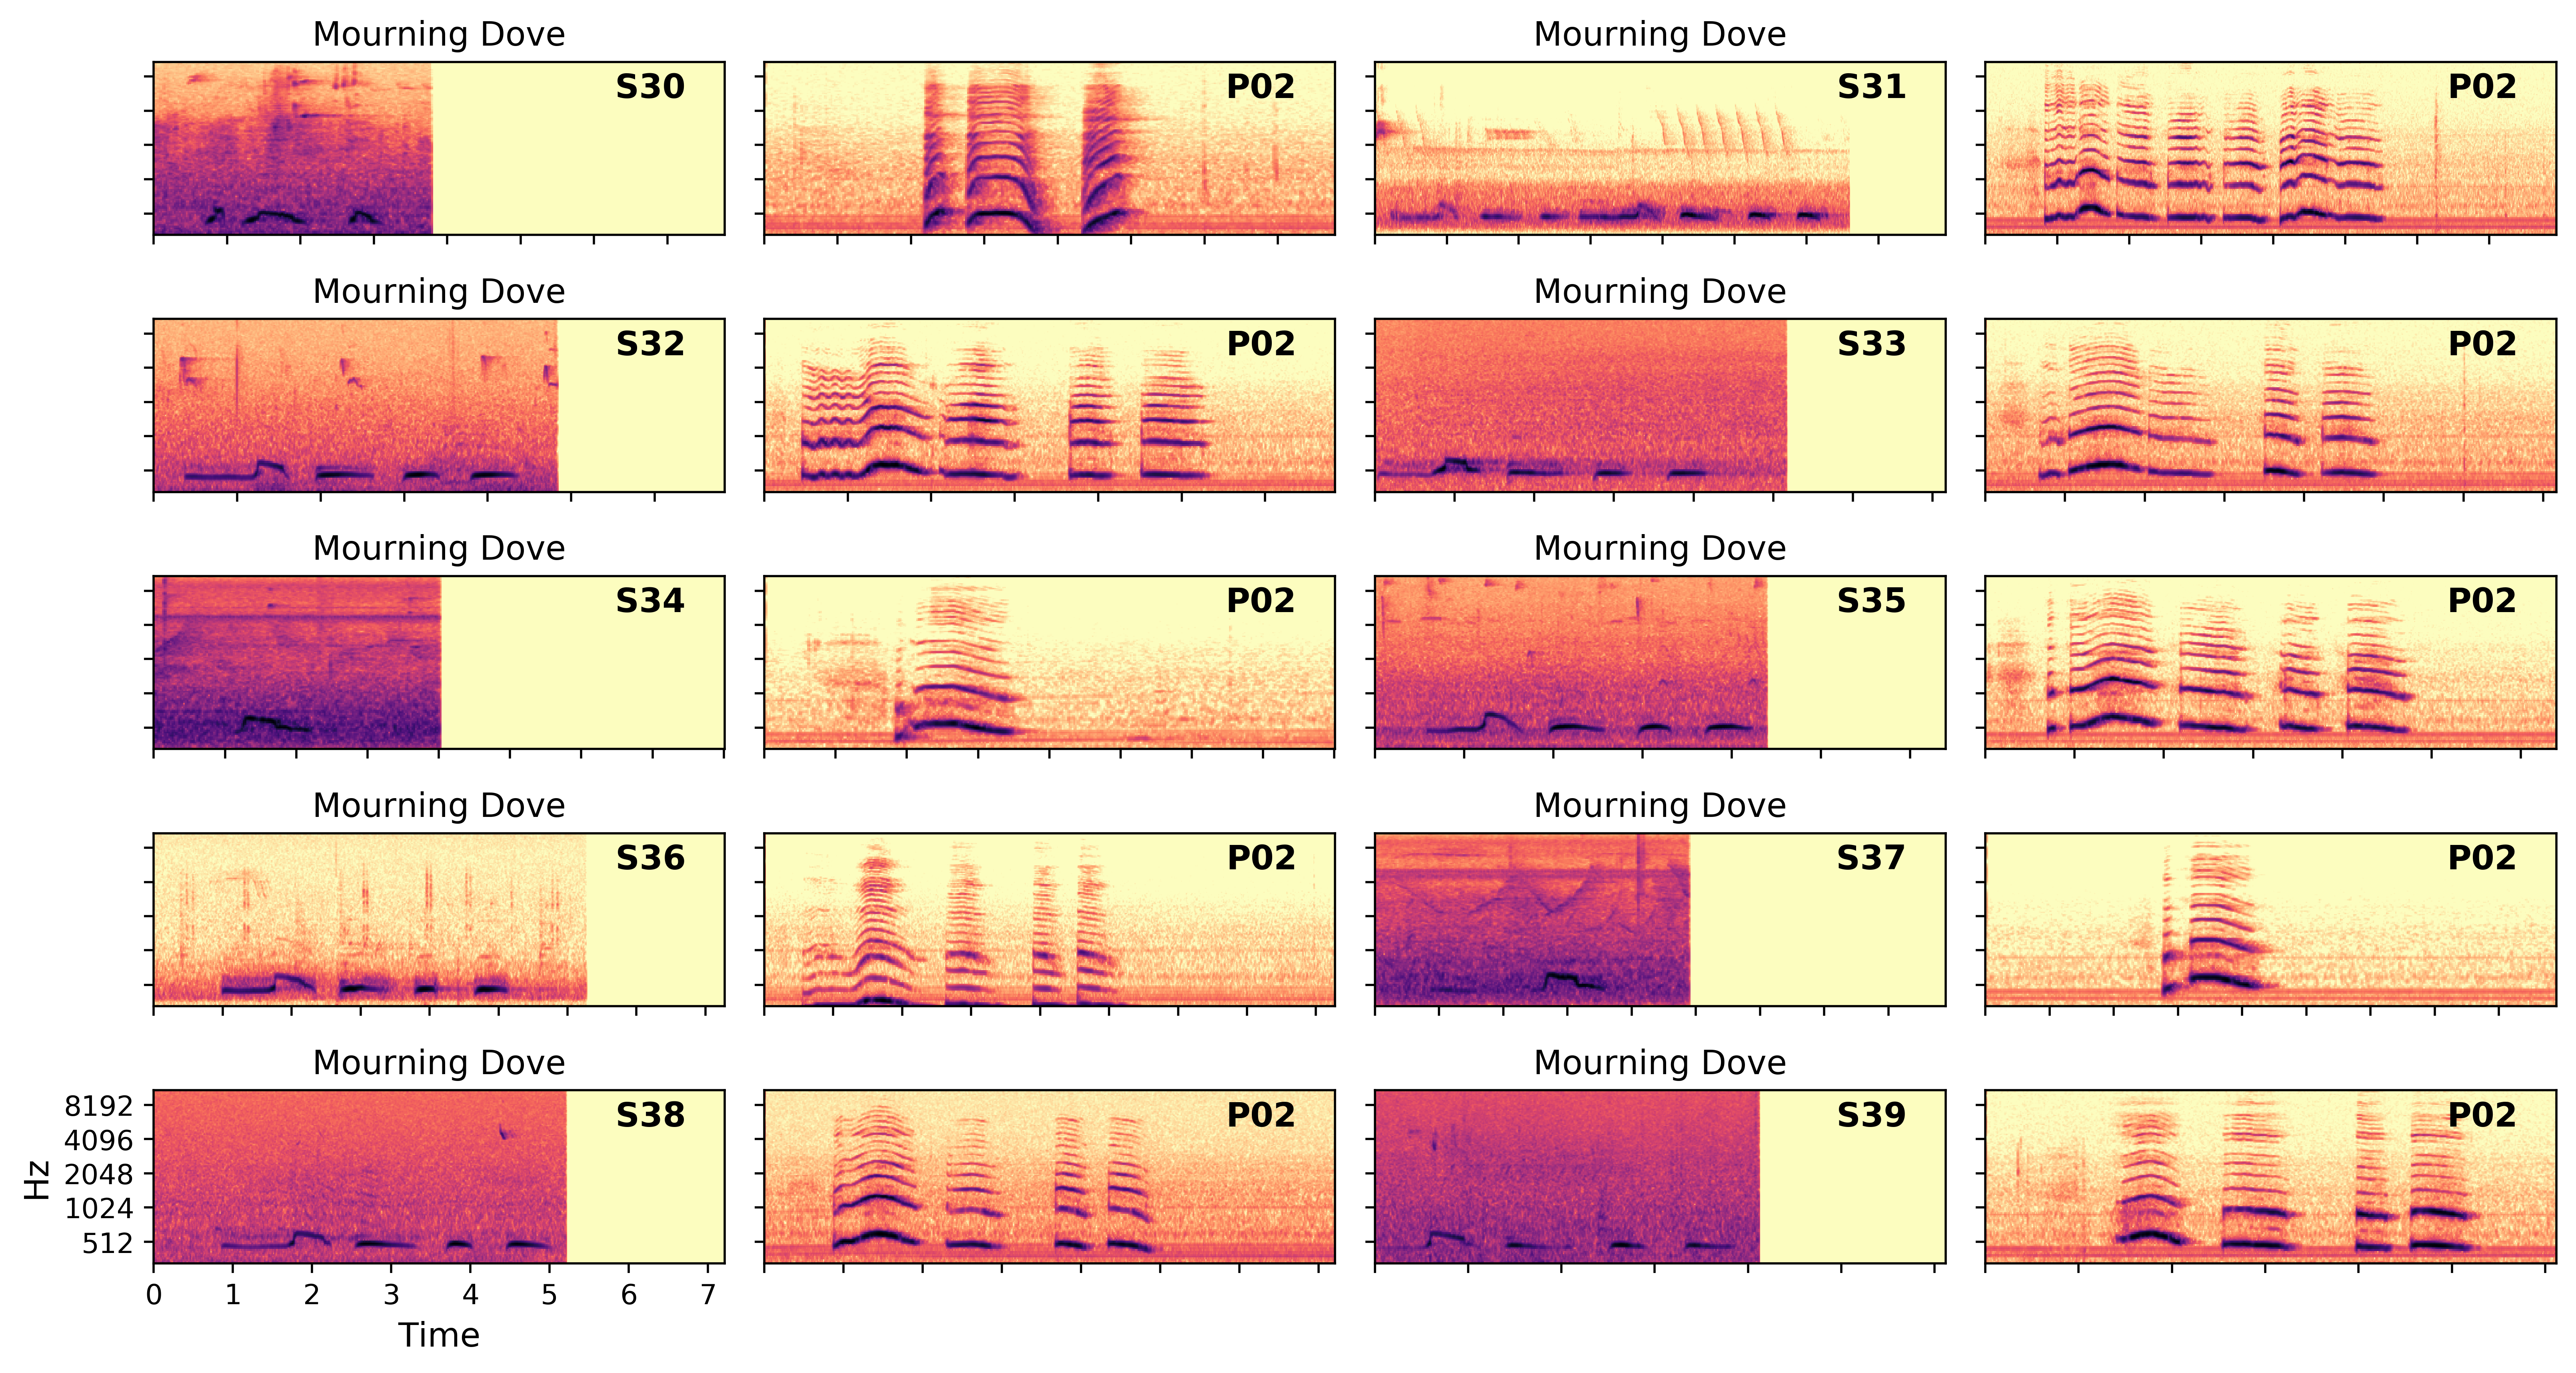 Mourning Dove Mourning Dove
S30 P02 S31 P02
Mourning Dove Mourning Dove
S32 P02 S33 P02
Mourning Dove Mourning Dove
S34 P02 S35 P02
Mourning Dove Mourning Dove
S36 P02 S37 P02
Mourning Dove Mourning Dove
S38 P02 S39 P02
8192
4096
2048
1024
512
Hz
0 1 2 3 4 5 6 7
Time